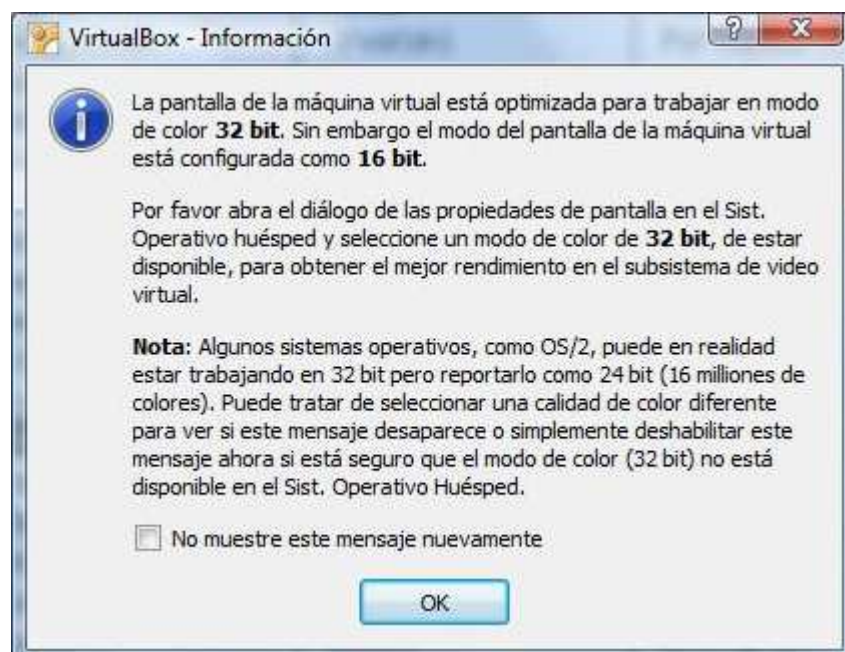 VirtualBox - Información
La pantalla de la máquina virtual está optimizada para trabajar en modo
de color 32 bit. Sin embargo el modo del pantalla de la máquina virtual
está configurada como 16 bit.
Por favor abra el diálogo de las propiedades de pantalla en el Sist.
Operativo huésped y seleccione un modo de color de 32 bit, de estar
disponible, para obtener el mejor rendimiento en el subsistema de video
virtual.
Nota: Algunos sistemas operativos, como OS/2, puede en realidad
estar trabajando en 32 bit pero reportarlo como 24 bit (16 milliones de
colores). Puede tratar de seleccionar una calidad de color diferente
para ver si este mensaje desaparece o simplemente deshabilitar este
mensaje ahora si está seguro que el modo de color (32 bit) no está
disponible en el Sist. Operativo Huésped.
No muestre este mensaje nuevamente
OK